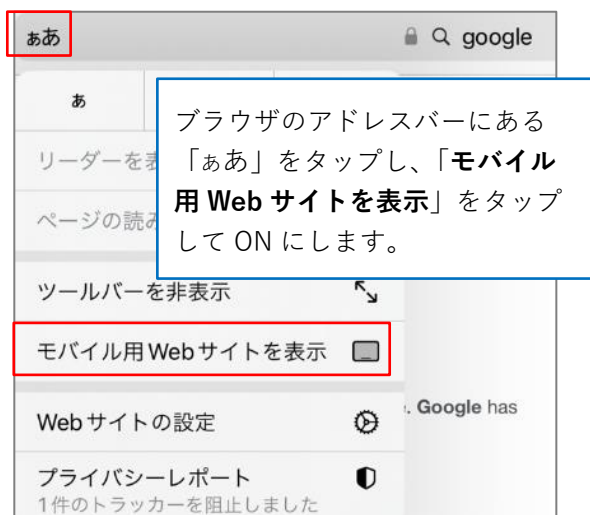 ぁあ
google
あ
リーダーを
ページの読
ブラウザのアドレスバーにある
「ぁあ」をタップし、「モバイル
用 Web サイトを表示」をタップ
して ON にします。
ツールバーを非表示
モバイル用Webサイトを表示
. Google has
Webサイトの設定
プライバシーレポート
1件のトラッカーを阻止しました